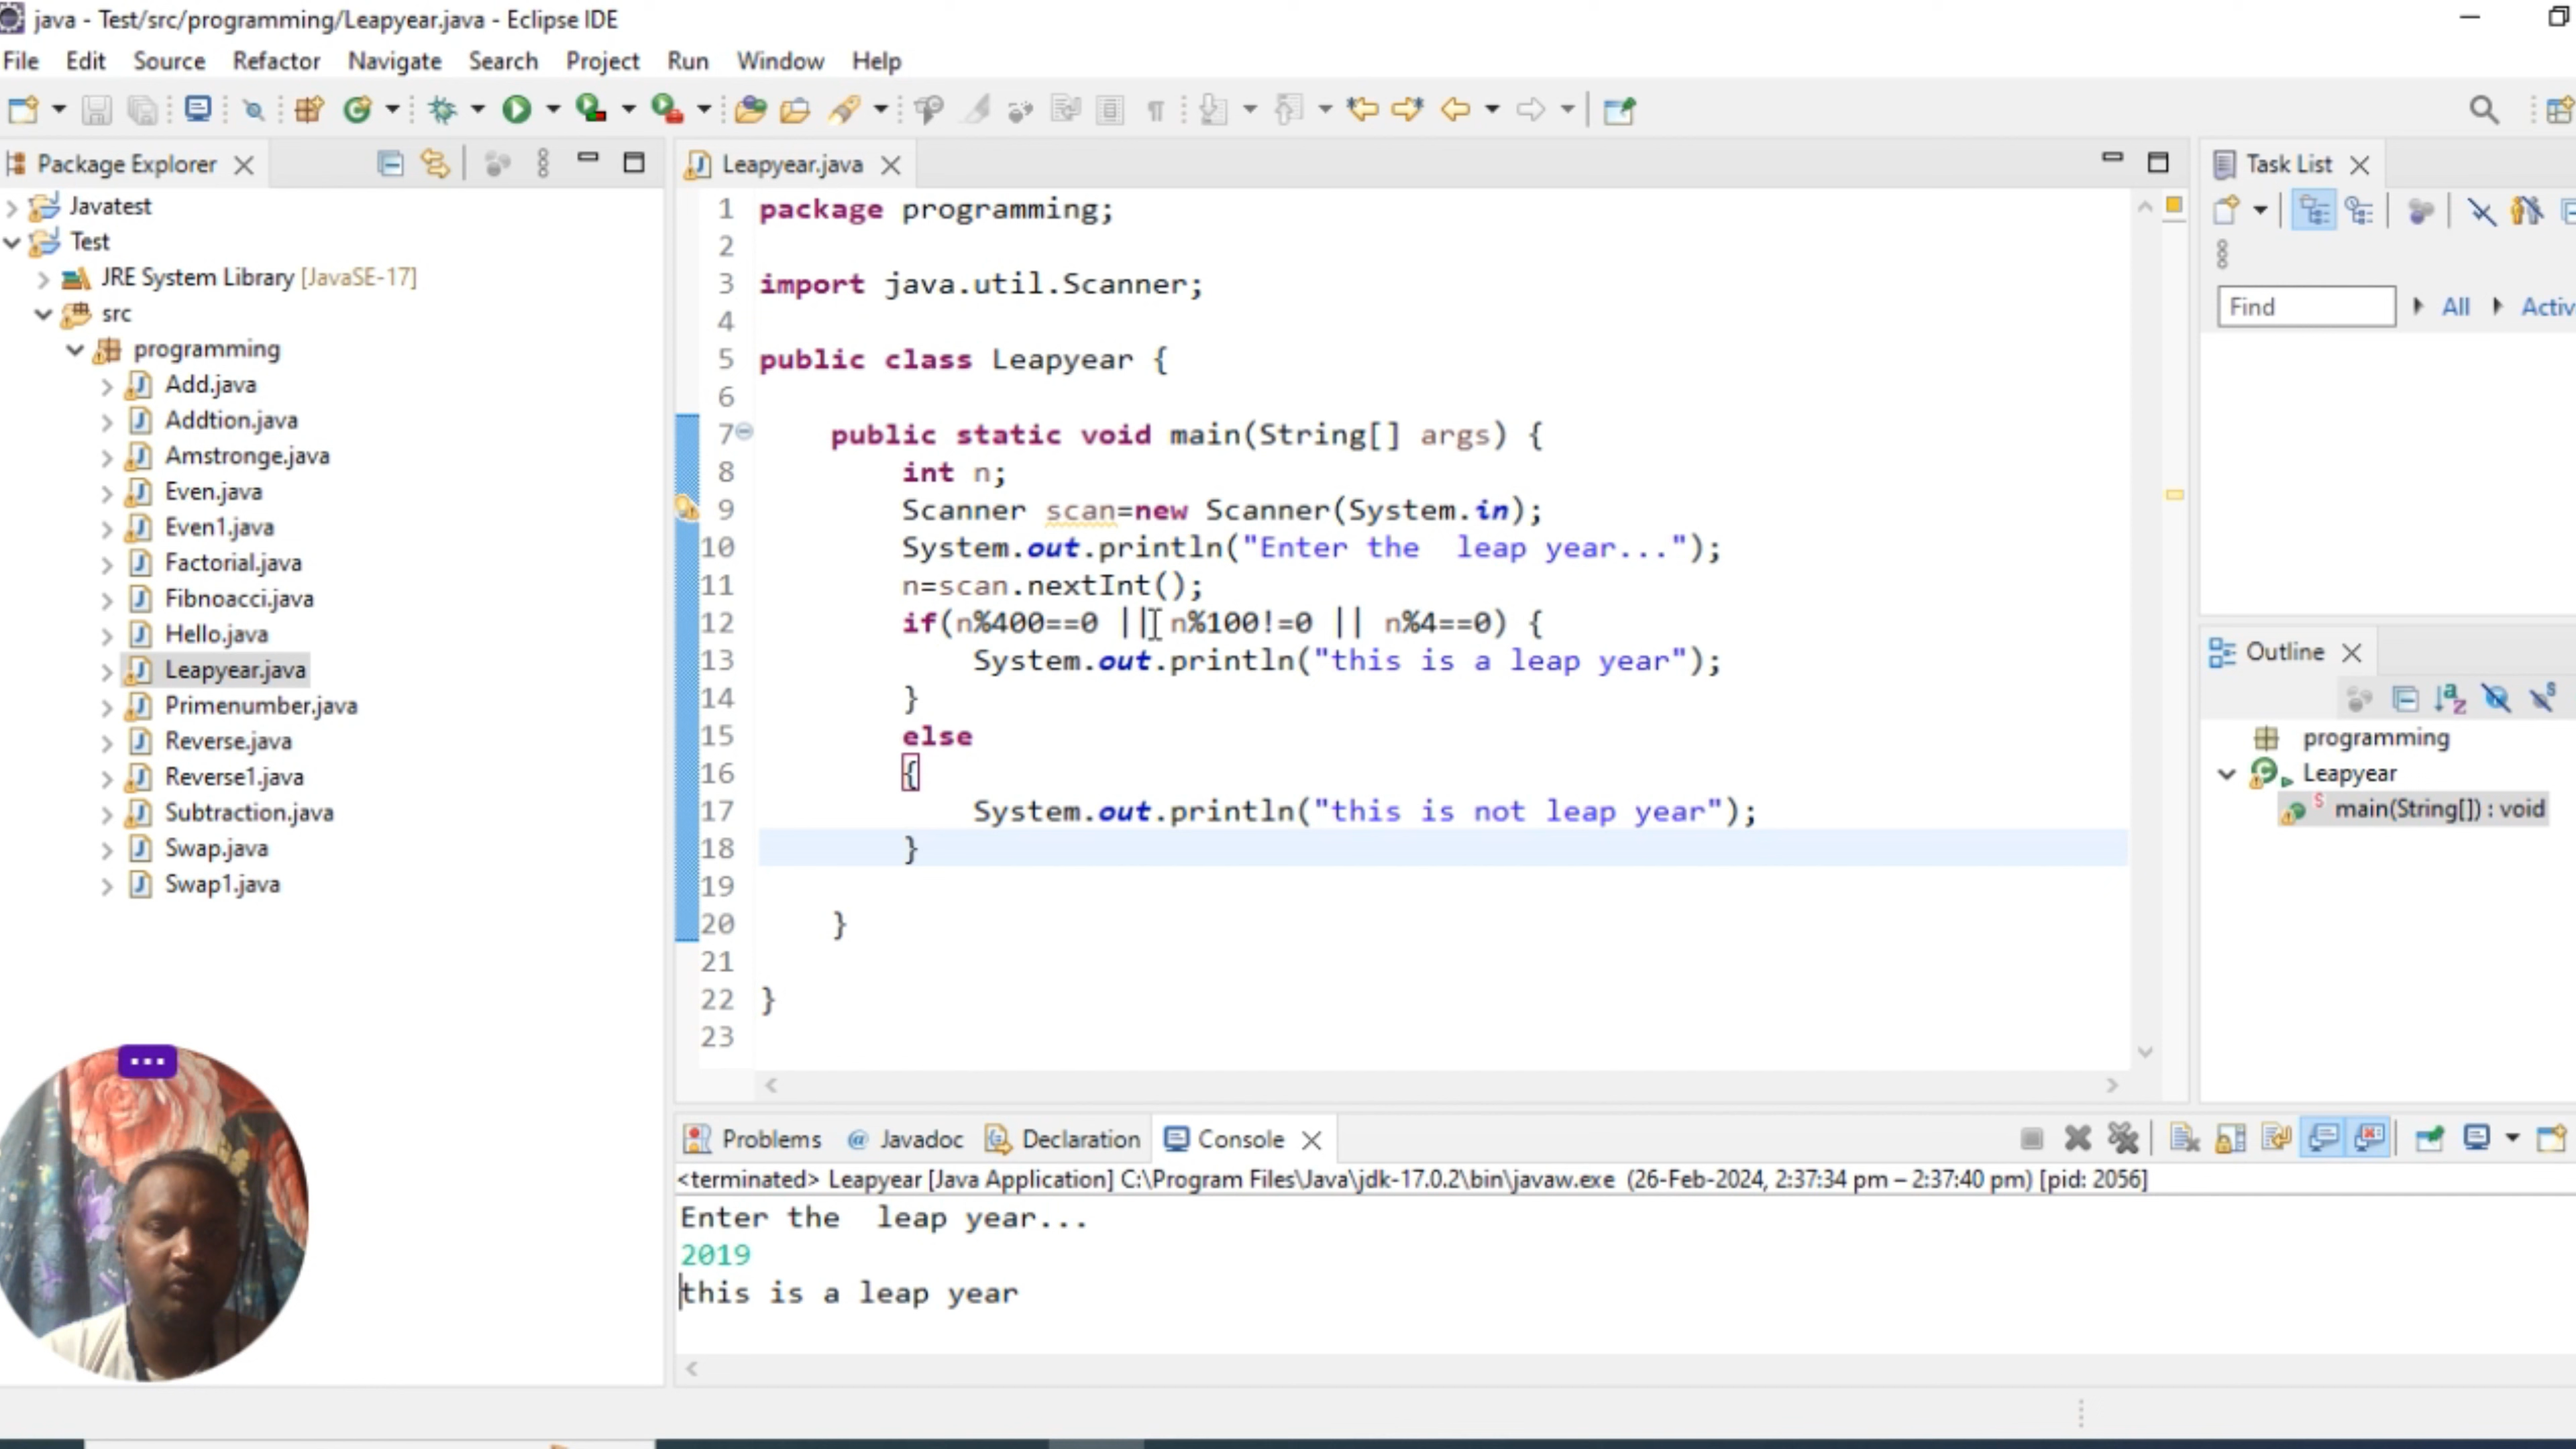 java - Test/src/programming/Leapyear.java - Eclipse IDE
File Edit Source Refactor Navigate Search Project Run Window Help
Package Explorer
Javatest
Test
JRE System Library [JavaSE-17]
src
programming
Add.java
Addtion.java
Amstronge.java
Even.java
Even1.java
Factorial.java
Fibnoacci.java
Hello.java
Leapyear.java
Primenumber.java
Reverse.java
Reverse1.java
Subtraction.java
Swap.java
Swap1.java
Leapyear.java
1 package programming;
2
3 import java.util.Scanner;
4
5 public class Leapyear {
6
7 public static void main(String[] args) {
8 int n;
9 Scanner scan=new Scanner(System.in);
10 System.out.println("Enter the  leap year...");
11 n=scan.nextInt();
12 if(n%400==0 || n%100!=0 || n%4==0) {
13 System.out.println("this is a leap year");
14 }
15 else
16 {
17 System.out.println("this is not leap year");
18 }
19
20 }
21
22 }
23
Task List
Find All Activ
Outline
programming
Leapyear
main(String[]) : void
Problems Javadoc Declaration Console
<terminated> Leapyear [Java Application] C:\Program Files\Java\jdk-17.0.2\bin\javaw.exe (26-Feb-2024, 2:37:34 pm – 2:37:40 pm) [pid: 2056]
Enter the  leap year...
2019
this is a leap year